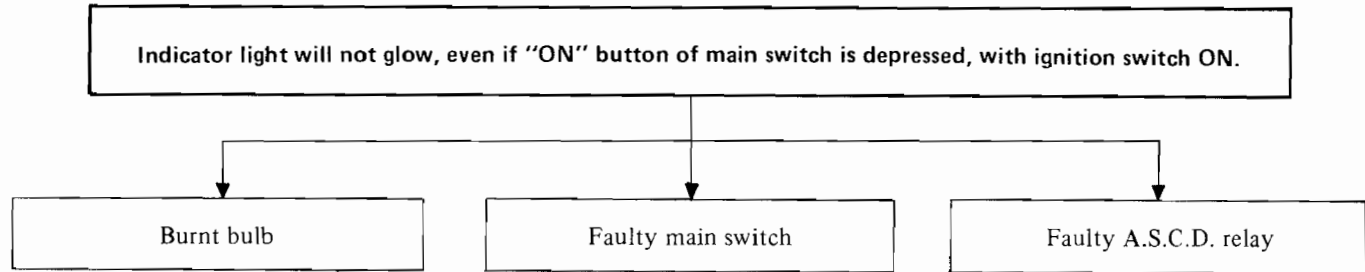 Indicator light will not glow, even if "ON" button of main switch is depressed, with ignition switch ON.
Burnt bulb
Faulty main switch
Faulty A.S.C.D. relay